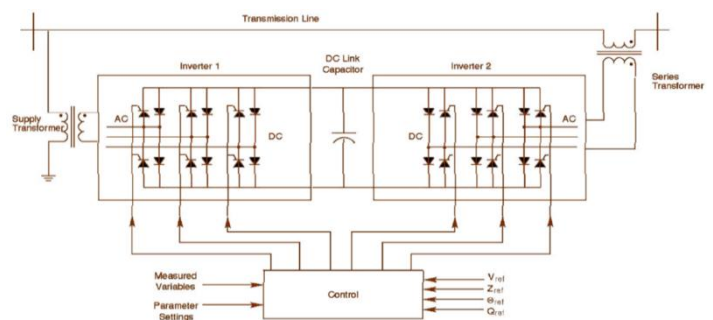 Transmission Line
Inverter 1
DC Link
Capacitor
Inverter 2
Series
Transformer
Supply
Transformer
AC
DC
DC
AC
Measured
Variables
Parameter
Settings
Control
Vref
Zref
Θref
Qref